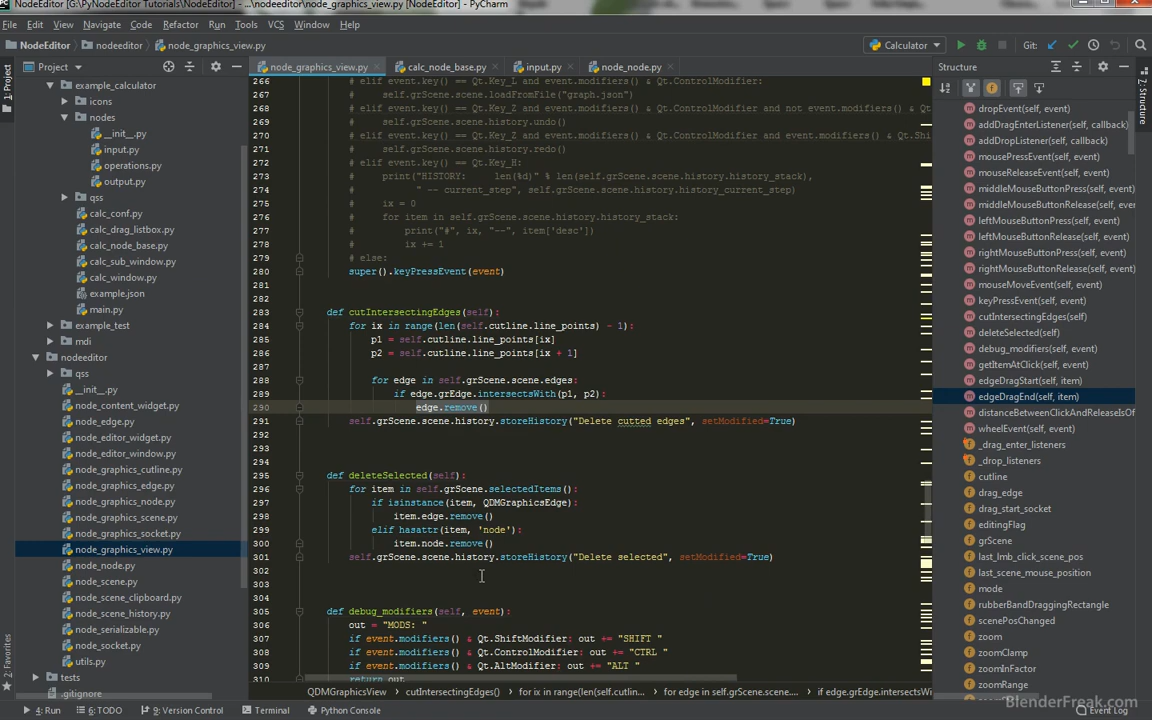 [NodeEditor] - ...\nodeeditor\node_graphics_view.py [NodeEditor] - PyCharm
File Edit View Navigate Code Refactor Run Tools VCS Window Help
NodeEditor nodeeditor node_graphics_view.py Calculator Git:
Project node_graphics_view.py calc_node_base.py input.py node_node.py Structure
1: Project
7: Structure
2: Favorites
example_calculator
icons
nodes
__init__.py
input.py
operations.py
output.py
qss
calc_conf.py
calc_drag_listbox.py
calc_node_base.py
calc_sub_window.py
calc_window.py
example.json
main.py
example_test
mdi
nodeeditor
qss
__init__.py
node_content_widget.py
node_edge.py
node_editor_widget.py
node_editor_window.py
node_graphics_cutline.py
node_graphics_edge.py
node_graphics_node.py
node_graphics_scene.py
node_graphics_socket.py
node_graphics_view.py
node_node.py
node_scene.py
node_scene_clipboard.py
node_scene_history.py
node_serializable.py
node_socket.py
utils.py
tests
.gitignore
266 # elif event.key() == Qt.Key_L and event.modifiers() & Qt.ControlModifier:
267 # self.grScene.scene.loadFromFile("graph.json")
268 # elif event.key() == Qt.Key_Z and event.modifiers() & Qt.ControlModifier and not event.modifiers() & Q
269 # self.grScene.scene.history.undo()
270 # elif event.key() == Qt.Key_Z and event.modifiers() & Qt.ControlModifier and event.modifiers() & Qt.Sh
271 # self.grScene.scene.history.redo()
272 # elif event.key() == Qt.Key_H:
273 # print("HISTORY: len(%d)" % len(self.grScene.scene.history.history_stack),
274 # " -- current_step", self.grScene.scene.history.history_current_step)
275 # ix = 0
276 # for item in self.grScene.scene.history.history_stack:
277 # print("#", ix, "--", item['desc'])
278 # ix += 1
279 # else:
280 super().keyPressEvent(event)
281
282
283 def cutIntersectingEdges(self):
284 for ix in range(len(self.cutline.line_points) - 1):
285 p1 = self.cutline.line_points[ix]
286 p2 = self.cutline.line_points[ix + 1]
287
288 for edge in self.grScene.scene.edges:
289 if edge.grEdge.intersectsWith(p1, p2):
290 edge.remove()
291 self.grScene.scene.history.storeHistory("Delete cutted edges", setModified=True)
292
293
294
295 def deleteSelected(self):
296 for item in self.grScene.selectedItems():
297 if isinstance(item, QDMGraphicsEdge):
298 item.edge.remove()
299 elif hasattr(item, 'node'):
300 item.node.remove()
301 self.grScene.scene.history.storeHistory("Delete selected", setModified=True)
302
303
304
305 def debug_modifiers(self, event):
306 out = "MODS: "
307 if event.modifiers() & Qt.ShiftModifier: out += "SHIFT "
308 if event.modifiers() & Qt.ControlModifier: out += "CTRL "
309 if event.modifiers() & Qt.AltModifier: out += "ALT "
310 return out
QDMGraphicsView cutIntersectingEdges() for ix in range(len(self.cutlin... for edge in self.grScene.scene.... if edge.grEdge.intersectsWi
dropEvent(self, event)
addDragEnterListener(self, callback)
addDropListener(self, callback)
mousePressEvent(self, event)
mouseReleaseEvent(self, event)
middleMouseButtonPress(self, event)
middleMouseButtonRelease(self, event)
leftMouseButtonPress(self, event)
leftMouseButtonRelease(self, event)
rightMouseButtonPress(self, event)
rightMouseButtonRelease(self, event)
mouseMoveEvent(self, event)
keyPressEvent(self, event)
cutIntersectingEdges(self)
deleteSelected(self)
debug_modifiers(self, event)
getItemAtClick(self, event)
edgeDragStart(self, item)
edgeDragEnd(self, item)
distanceBetweenClickAndReleaseIsOf
wheelEvent(self, event)
_drag_enter_listeners
_drop_listeners
cutline
drag_edge
drag_start_socket
editingFlag
grScene
last_lmb_click_scene_pos
last_scene_mouse_position
mode
rubberBandDraggingRectangle
scenePosChanged
zoom
zoomClamp
zoomInFactor
zoomRange
4: Run 6: TODO 9: Version Control Terminal Python Console Event Log
BlenderFreak.com